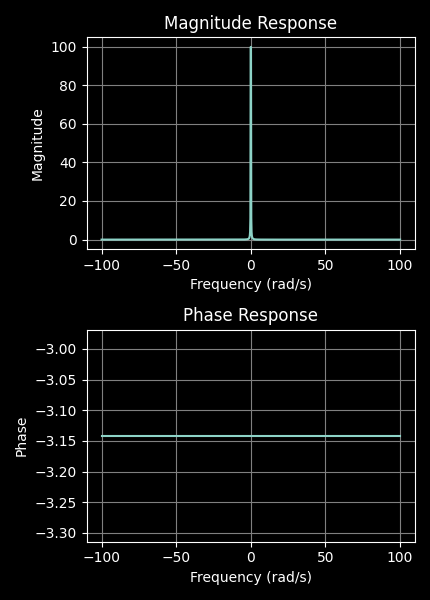 Magnitude Response
100
80
60
40
20
0
Magnitude
−100 −50 0 50 100
Frequency (rad/s)
Phase Response
−3.00
−3.05
−3.10
−3.15
−3.20
−3.25
−3.30
Phase
−100 −50 0 50 100
Frequency (rad/s)